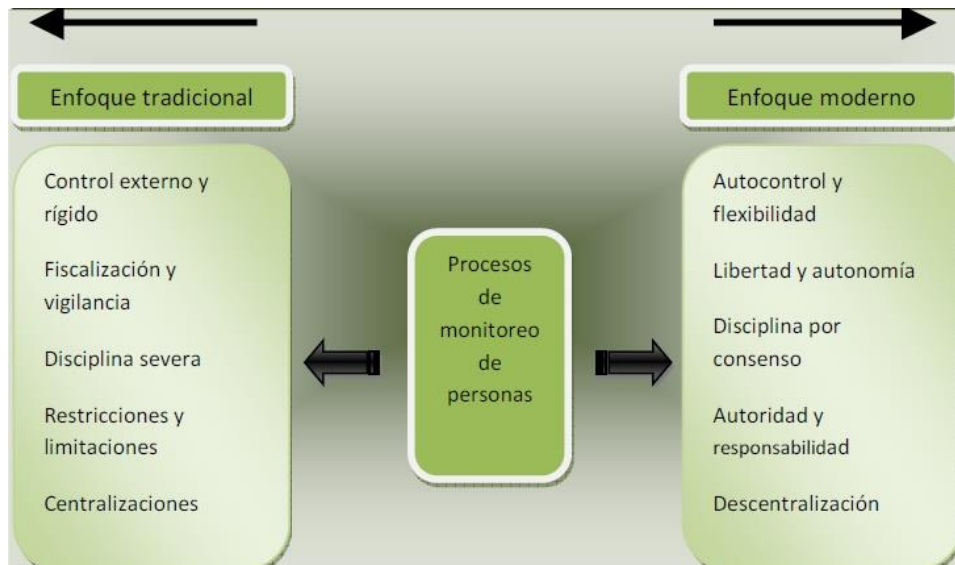 Enfoque tradicional
Control externo y
rígido
Fiscalización y
vigilancia
Disciplina severa
Restricciones y
limitaciones
Centralizaciones
Procesos
de
monitoreo
de
personas
Enfoque moderno
Autocontrol y
flexibilidad
Libertad y autonomía
Disciplina por
consenso
Autoridad y
responsabilidad
Descentralización